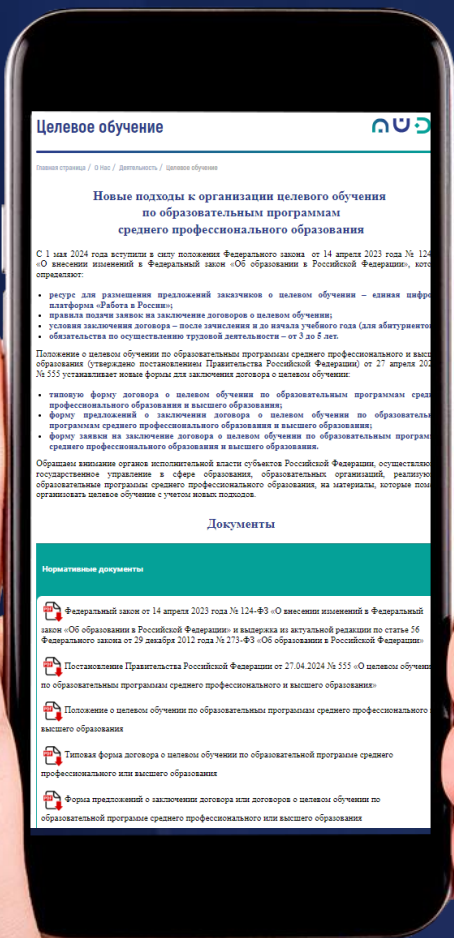 Целевое обучение
Главная страница / О Нас / Деятельность / Целевое обучение
Новые подходы к организации целевого обучения
по образовательным программам
среднего профессионального образования
С 1 мая 2024 года вступили в силу положения Федерального закона от 14 апреля 2023 года № 124
«О внесении изменений в Федеральный закон «Об образовании в Российской Федерации», кото
определяют:
• ресурс для размещения предложений заказчиков о целевом обучении – единая цифро
платформа «Работа в России»;
• правила подачи заявок на заключение договоров о целевом обучении;
• условия заключения договора – после зачисления и до начала учебного года (для абитуриенто
• обязательства по осуществлению трудовой деятельности – от 3 до 5 лет.
Положение о целевом обучении по образовательным программам среднего профессионального и высш
образования (утверждено постановлением Правительства Российской Федерации) от 27 апреля 202
№ 555 устанавливает новые формы для заключения договора о целевом обучении:
• типовую форму договора о целевом обучении по образовательным программам сред
профессионального образования и высшего образования;
• форму предложений о заключении договора о целевом обучении по образователь
программам среднего профессионального образования и высшего образования;
• форму заявки на заключение договора о целевом обучении по образовательным програм
среднего профессионального образования и высшего образования.
Обращаем внимание органов исполнительной власти субъектов Российской Федерации, осуществляю
государственное управление в сфере образования, образовательных организаций, реализую
образовательные программы среднего профессионального образования, на материалы, которые пом
организовать целевое обучение с учетом новых подходов.
Документы
Нормативные документы
Федеральный закон от 14 апреля 2023 года № 124-ФЗ «О внесении изменений в Федеральный
закон «Об образовании в Российской Федерации» и выдержка из актуальной редакции по статье 56
Федерального закона от 29 декабря 2012 года № 273-ФЗ «Об образовании в Российской Федерации»
Постановление Правительства Российской Федерации от 27.04.2024 № 555 «О целевом обучени
по образовательным программам среднего профессионального и высшего образования»
Положение о целевом обучении по образовательным программам среднего профессионального
высшего образования
Типовая форма договора о целевом обучении по образовательной программе среднего
профессионального или высшего образования
Форма предложений о заключении договора или договоров о целевом обучении по
образовательной программе среднего профессионального или высшего образования